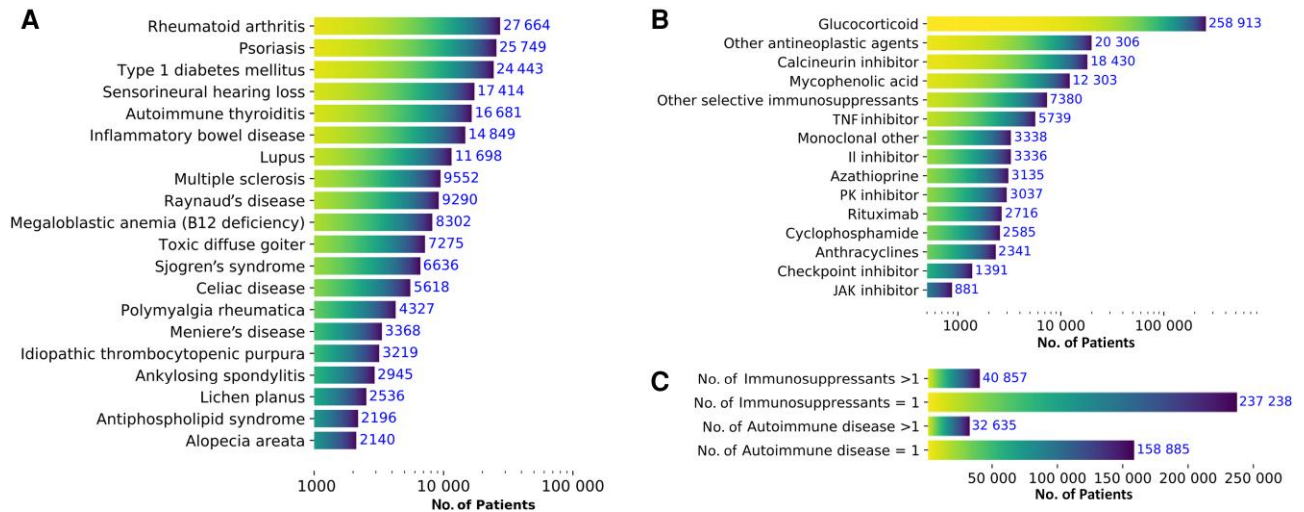 A
Rheumatoid arthritis 27 664
Psoriasis 25 749
Type 1 diabetes mellitus 24 443
Sensorineural hearing loss 17 414
Autoimmune thyroiditis 16 681
Inflammatory bowel disease 14 849
Lupus 11 698
Multiple sclerosis 9552
Raynaud’s disease 9290
Megaloblastic anemia (B12 deficiency) 8302
Toxic diffuse goiter 7275
Sjogren’s syndrome 6636
Celiac disease 5618
Polymyalgia rheumatica 4327
Meniere’s disease 3368
Idiopathic thrombocytopenic purpura 3219
Ankylosing spondylitis 2945
Lichen planus 2536
Antiphospholipid syndrome 2196
Alopecia areata 2140
1000 10 000 100 000
No. of Patients
B
Glucocorticoid 258 913
Other antineoplastic agents 20 306
Calcineurin inhibitor 18 430
Mycophenolic acid 12 303
Other selective immunosuppressants 7380
TNF inhibitor 5739
Monoclonal other 3338
Il inhibitor 3336
Azathioprine 3135
PK inhibitor 3037
Rituximab 2716
Cyclophosphamide 2585
Anthracyclines 2341
Checkpoint inhibitor 1391
JAK inhibitor 881
1000 10 000 100 000
No. of Patients
C
No. of Immunosuppressants >1 40 857
No. of Immunosuppressants = 1 237 238
No. of Autoimmune disease >1 32 635
No. of Autoimmune disease = 1 158 885
50 000 100 000 150 000 200 000 250 000
No. of Patients